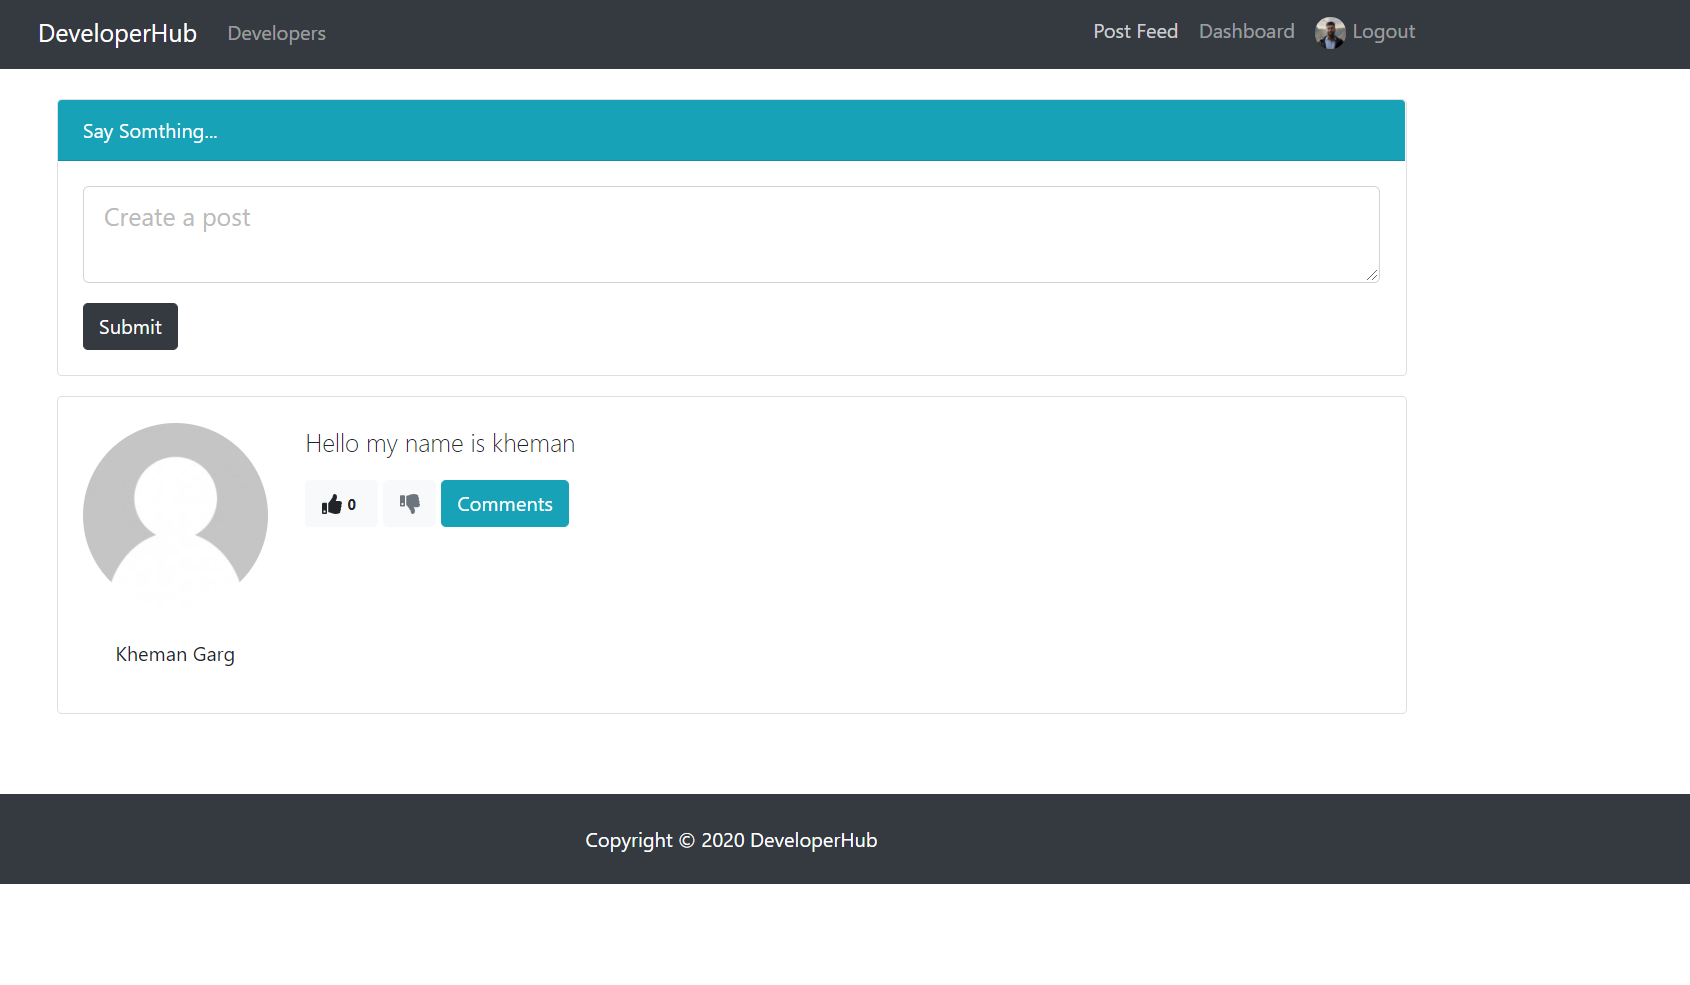 DeveloperHub Developers Post Feed Dashboard Logout
Say Somthing...
Create a post
Submit
Hello my name is kheman
0 Comments
Kheman Garg
Copyright © 2020 DeveloperHub